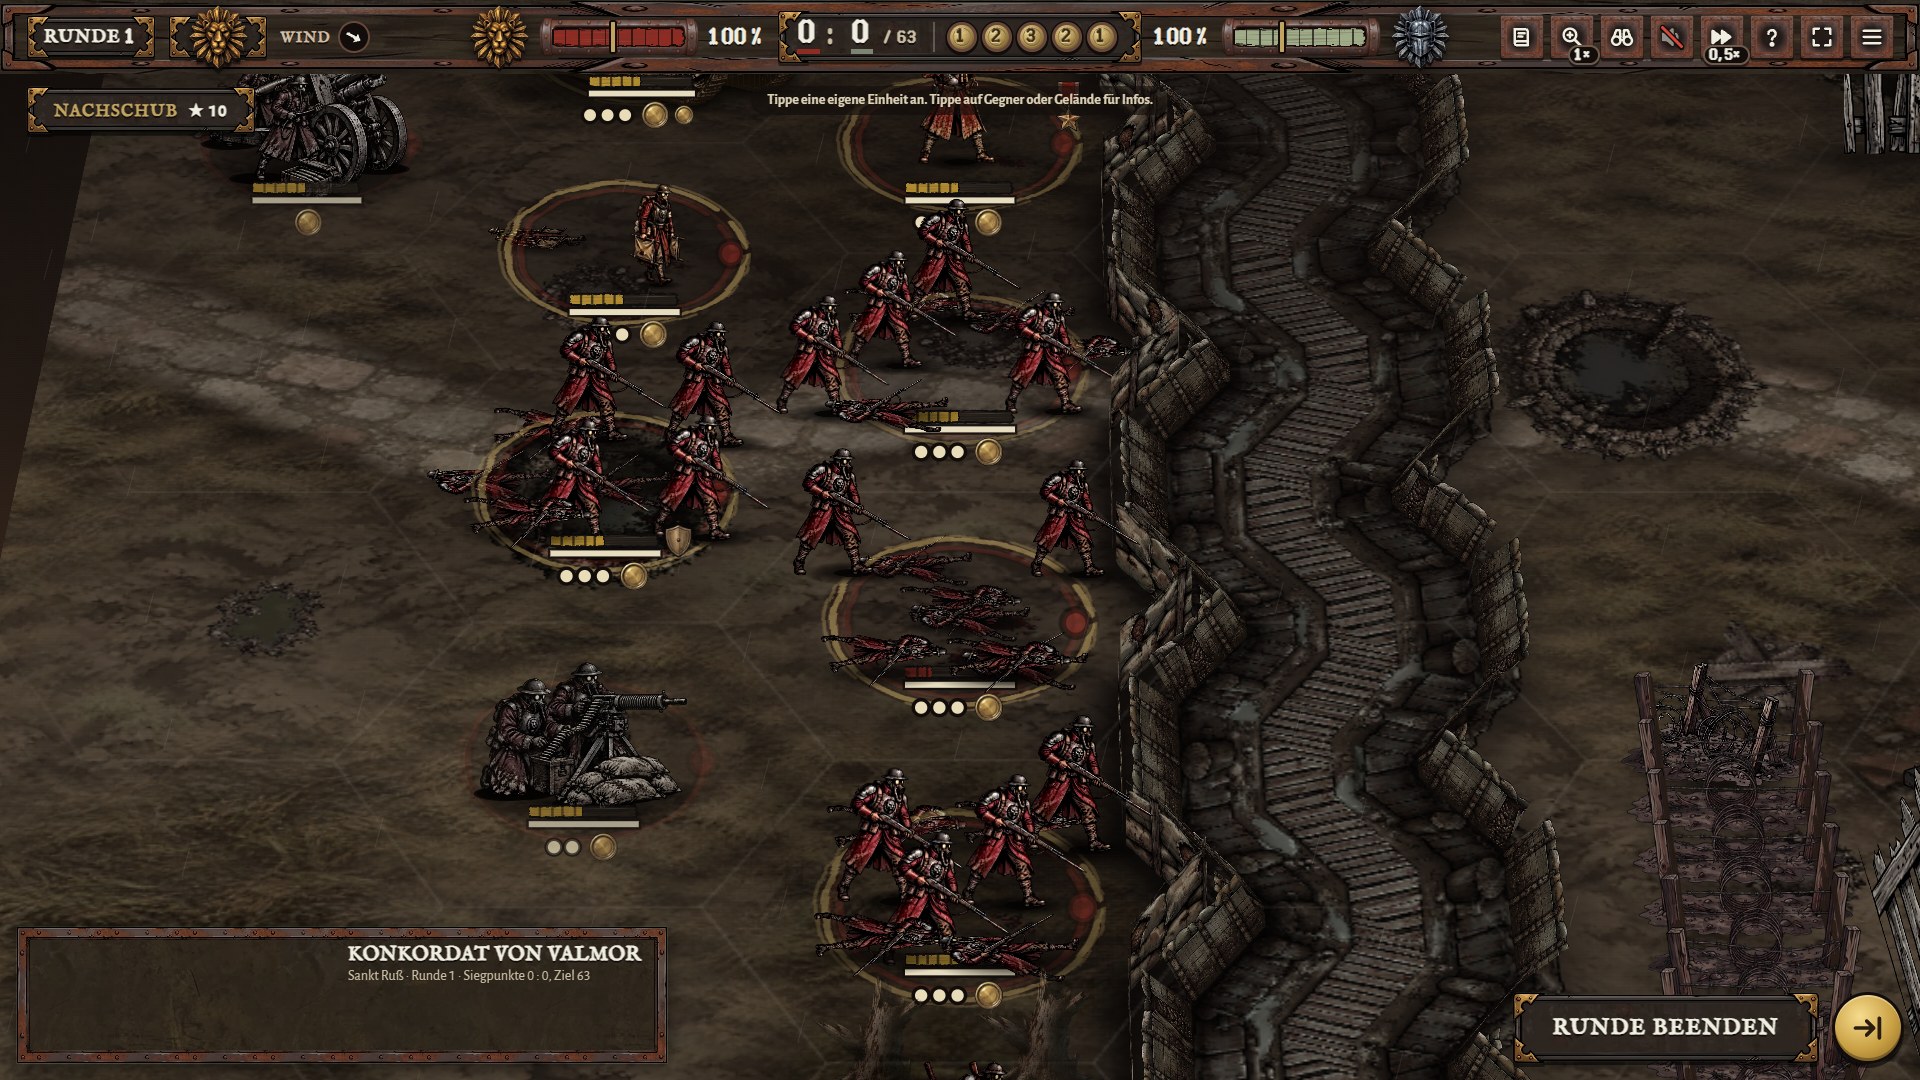 RUNDE 1
WIND
100%
0 : 0 / 63
1 2 3 2 1
100%
1×
0,5×
?
NACHSCHUB ★ 10
Tippe eine eigene Einheit an. Tippe auf Gegner oder Gelände für Infos.
KONKORDAT VON VALMOR
Sankt Ruß · Runde 1 · Siegpunkte 0 : 0, Ziel 63
RUNDE BEENDEN